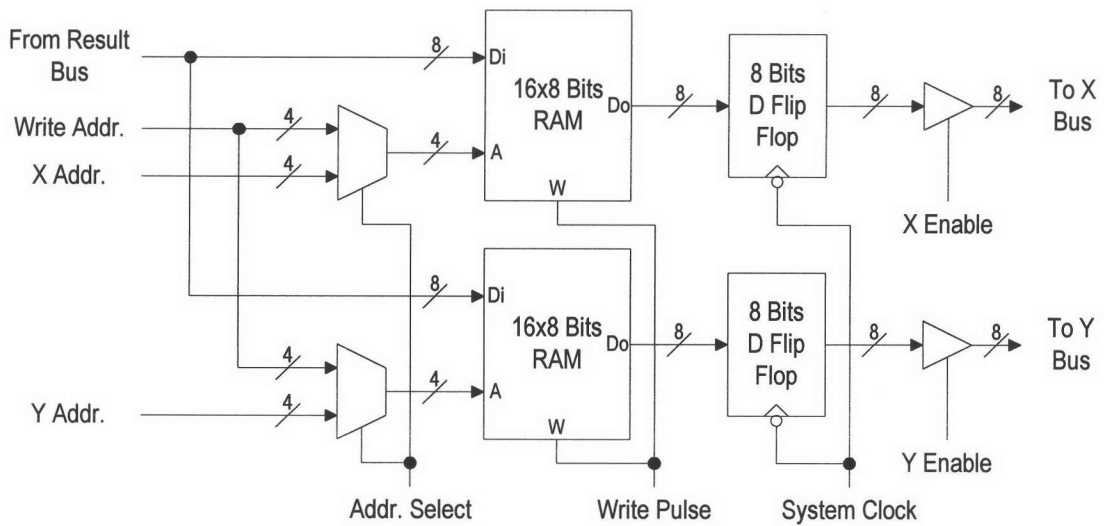 From Result
Bus
8
Di
16x8 Bits
RAM
Do
8
8 Bits
D Flip
Flop
8
8
To X
Bus
Write Addr.
4
4
A
X Addr.
4
W
X Enable
8
Di
16x8 Bits
RAM
Do
8
8 Bits
D Flip
Flop
8
8
To Y
Bus
4
4
A
Y Addr.
4
W
Y Enable
Addr. Select
Write Pulse
System Clock